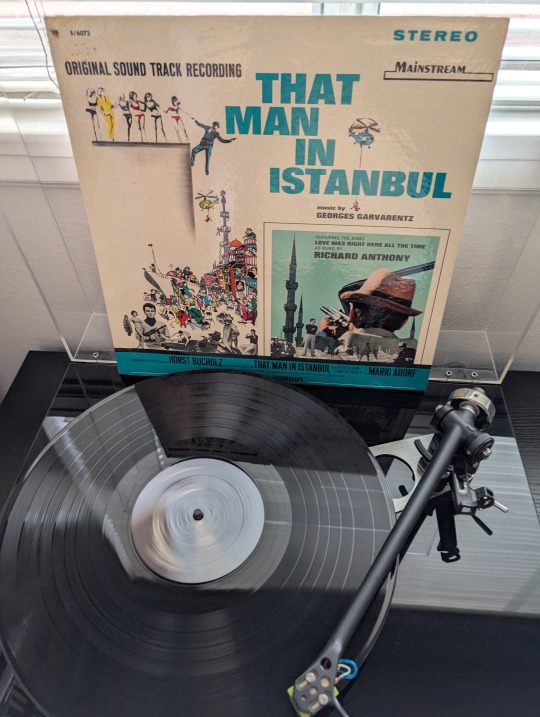 S/6072
STEREO
ORIGINAL SOUND TRACK RECORDING
MAINSTREAM
THAT
MAN
IN
ISTANBUL
music by
GEORGES GARVARENTZ
FEATURING THE SONG
LOVE WAS RIGHT HERE ALL THE TIME
AS SUNG BY
RICHARD ANTHONY
HORST BUCHOLZ
THAT MAN IN ISTANBUL
MARIO ADORF